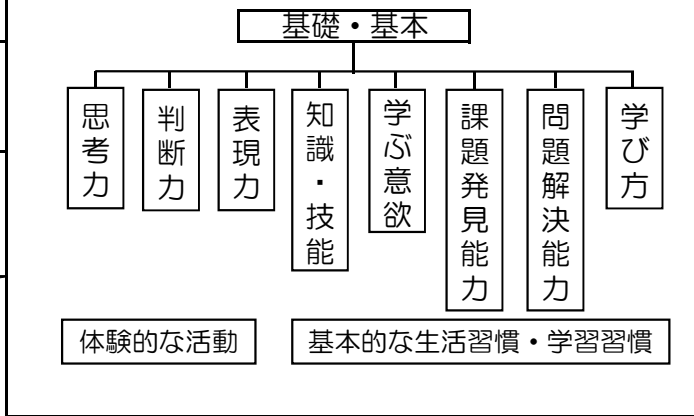 基礎・基本
思考力
判断力
表現力
知識・技能
学ぶ意欲
課題発見能力
問題解決能力
学び方
体験的な活動
基本的な生活習慣・学習習慣